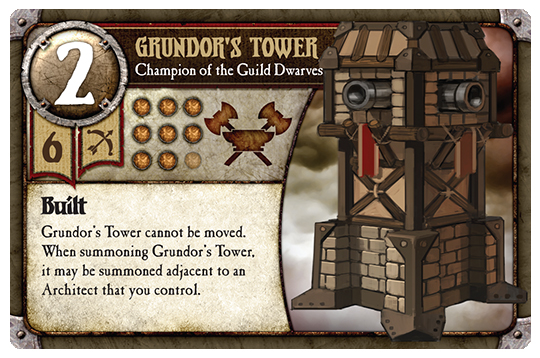 2
GRUNDOR'S TOWER
Champion of the Guild Dwarves
6
Built
Grundor's Tower cannot be moved.
When summoning Grundor's Tower,
it may be summoned adjacent to an
Architect that you control.